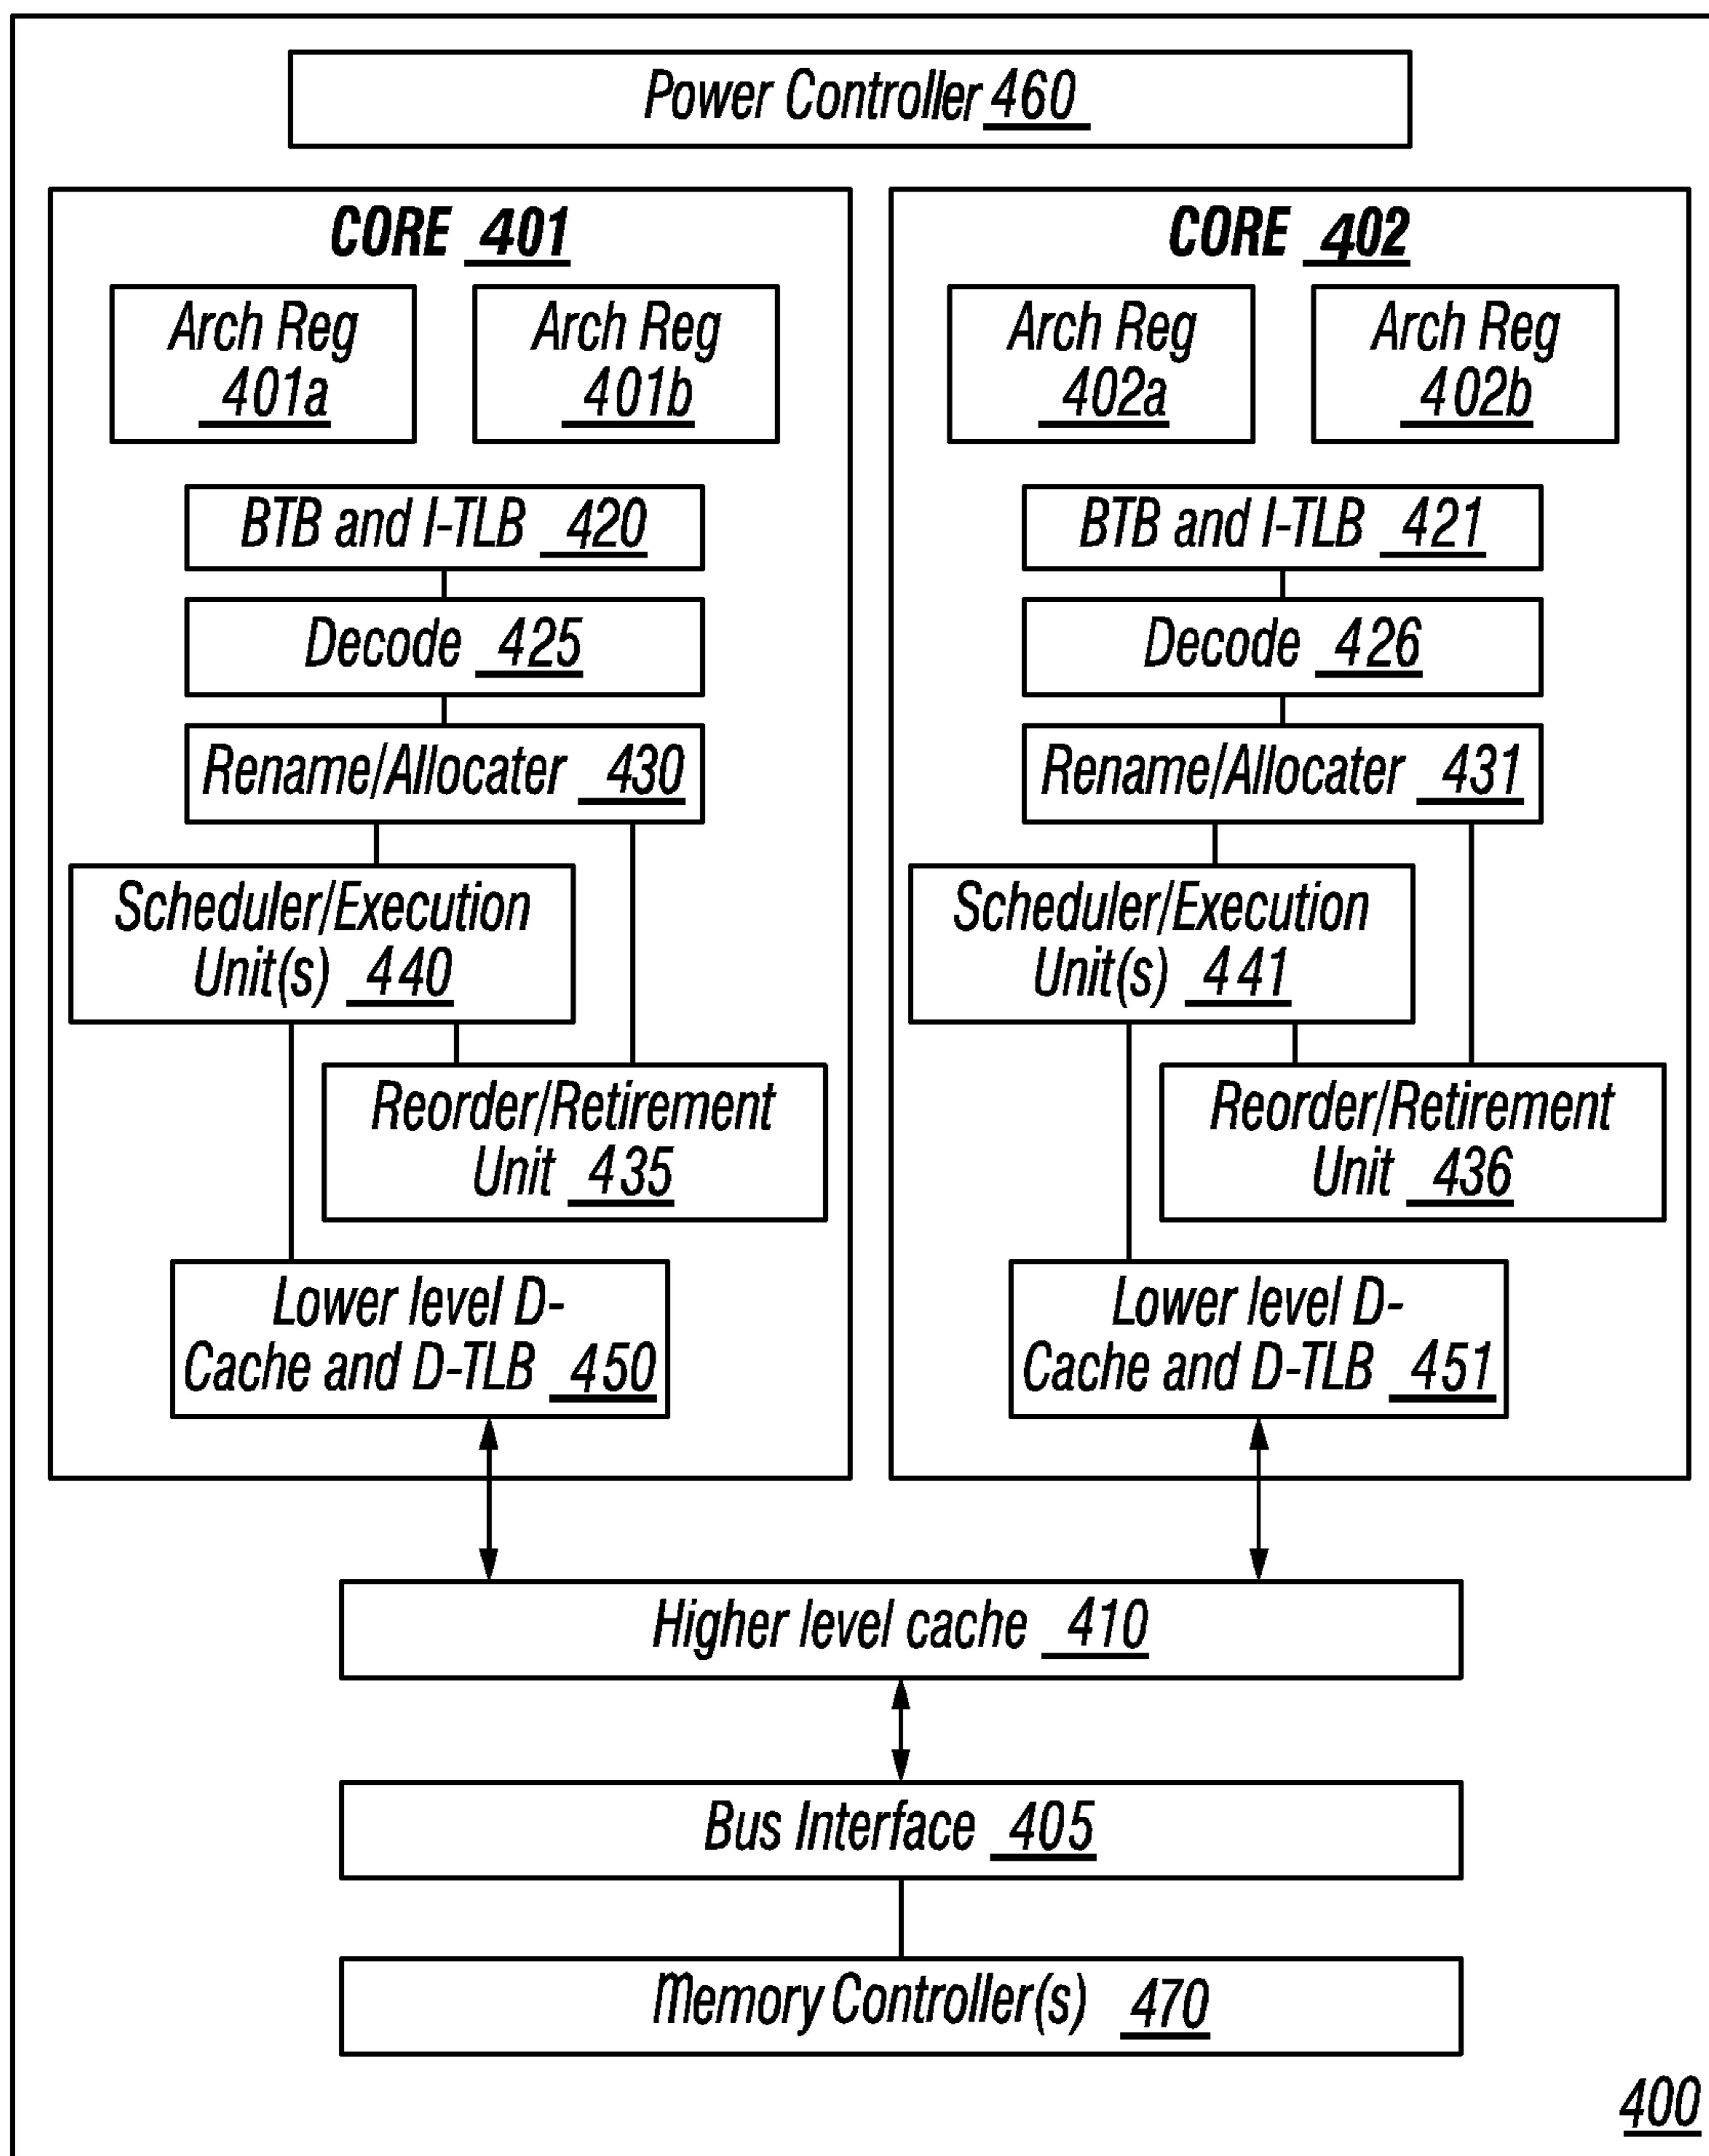 Power Controller 460
CORE 401
Arch Reg
401a
Arch Reg
401b
BTB and I-TLB 420
Decode 425
Rename/Allocater 430
Scheduler/Execution
Unit(s) 440
Reorder/Retirement
Unit 435
Lower level D-
Cache and D-TLB 450
CORE 402
Arch Reg
402a
Arch Reg
402b
BTB and I-TLB 421
Decode 426
Rename/Allocater 431
Scheduler/Execution
Unit(s) 441
Reorder/Retirement
Unit 436
Lower level D-
Cache and D-TLB 451
Higher level cache 410
Bus Interface 405
Memory Controller(s) 470
400